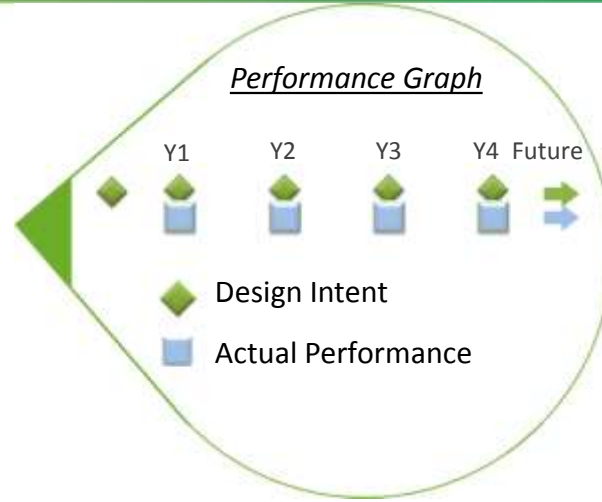 Performance Graph
Y1 Y2 Y3 Y4 Future
Design Intent
Actual Performance